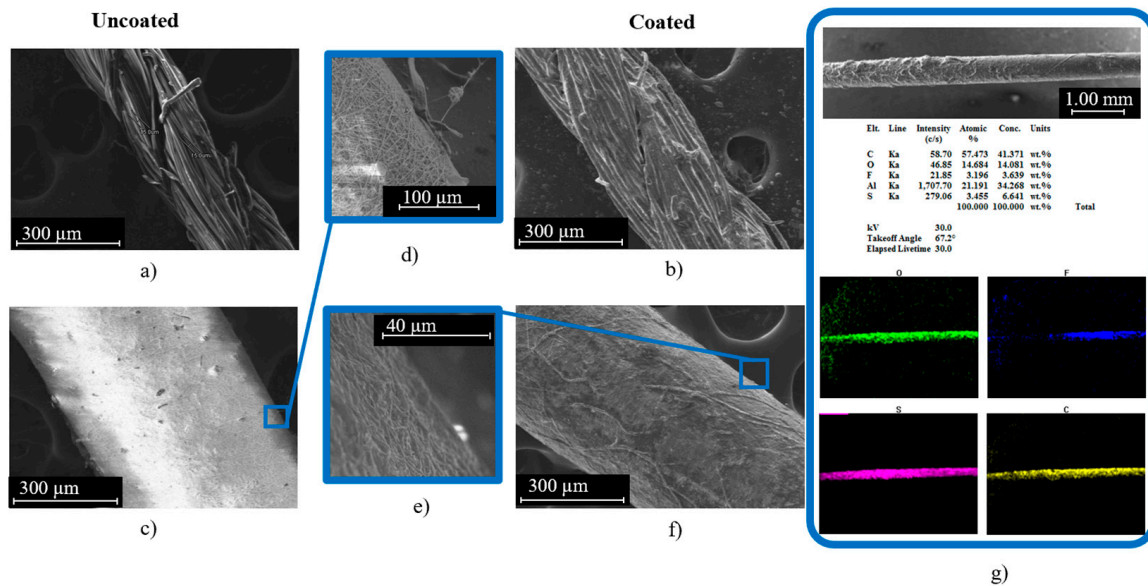 Uncoated
Coated
15.0um
300 µm
a)
100 µm
d)
300 µm
b)
1.00 mm
Elt. Line Intensity (c/s) Atomic % Conc. Units
C Ka 58.70 57.473 41.371 wt.%
O Ka 46.85 14.684 14.081 wt.%
F Ka 21.85 3.196 3.639 wt.%
Al Ka 1,707.70 21.191 34.268 wt.%
S Ka 279.06 3.455 6.641 wt.%
100.000 100.000 wt.% Total
kV 30.0
Takeoff Angle 67.2°
Elapsed Livetime 30.0
O
F
S
C
300 µm
c)
40 µm
e)
300 µm
f)
g)